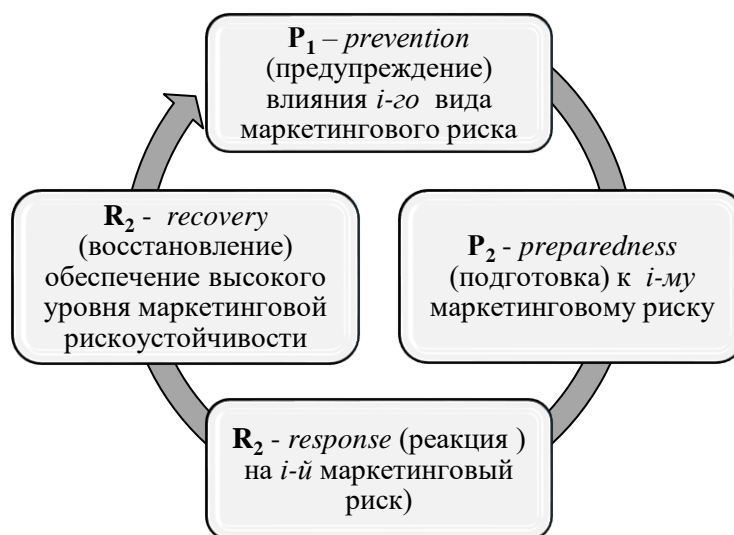 P₁ – prevention
(предупреждение)
влияния i-го вида
маркетингового риска
R₂ - recovery
(восстановление)
обеспечение высокого
уровня маркетинговой
рискоустойчивости
P₂ - preparedness
(подготовка) к i-му
маркетинговому риску
R₂ - response (реакция )
на i-й маркетинговый
риск)